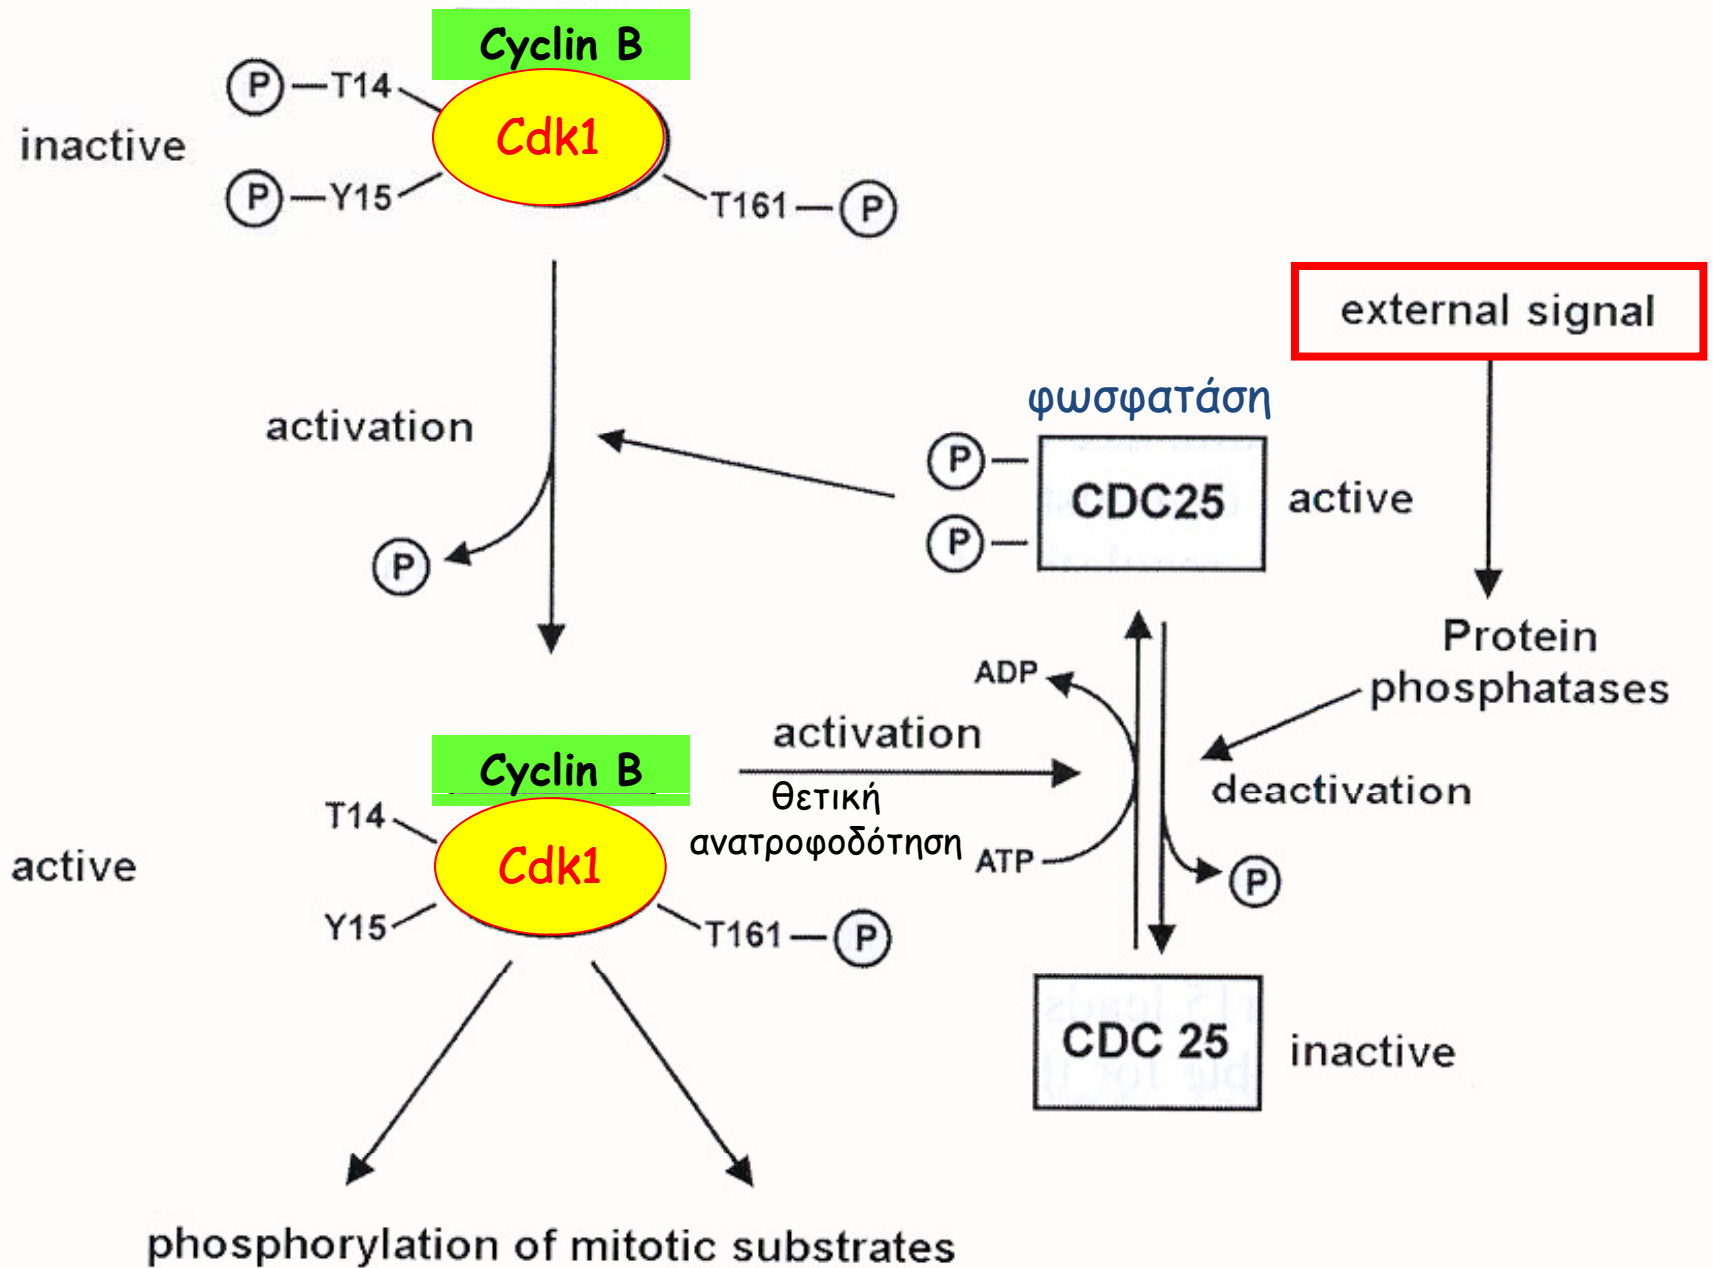 Cyclin B
P
T14
Cdk1
inactive
P
Y15
T161
P
external signal
φωσφατάση
activation
P
CDC25
active
P
P
Protein
phosphatases
ADP
activation
Cyclin B
θετική
ανατροφοδότηση
deactivation
T14
Cdk1
ATP
active
P
Y15
T161
P
CDC 25
inactive
phosphorylation of mitotic substrates